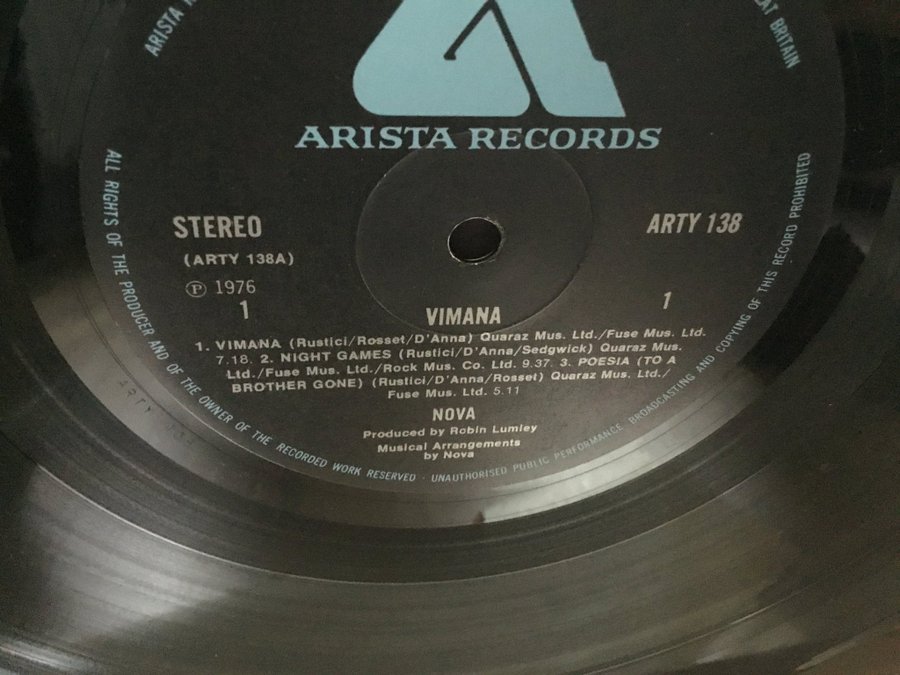 ARISTA
EAT BRITAIN
ARISTA RECORDS
STEREO
ARTY 138
(ARTY 138A)
Ⓟ 1976
1
1
VIMANA
1. VIMANA (Rustici/Rosset/D'Anna) Quaraz Mus. Ltd./Fuse Mus. Ltd.
7.18. 2. NIGHT GAMES (Rustici/D'Anna/Sedgwick) Quaraz Mus.
Ltd./Fuse Mus. Ltd./Rock Mus. Co. Ltd. 9.37. 3. POESIA (TO A
BROTHER GONE) (Rustici/D'Anna/Rosset) Quaraz Mus. Ltd./
Fuse Mus. Ltd. 5.11
NOVA
Produced by Robin Lumley
Musical Arrangements
by Nova
ALL RIGHTS OF THE PRODUCER AND OF THE OWNER OF THE RECORDED WORK RESERVED · UNAUTHORISED PUBLIC PERFORMANCE BROADCASTING AND COPYING OF THIS RECORD PROHIBITED